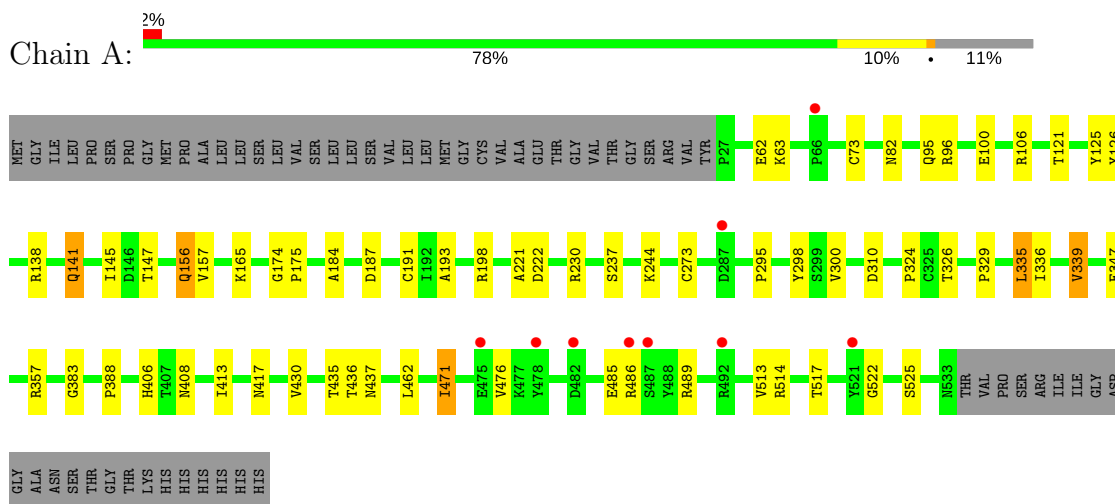 2%
Chain A:
78% 10% • 11%
MET GLY ILE LEU PRO SER PRO GLY MET PRO ALA LEU LEU SER LEU VAL SER LEU LEU SER VAL LEU LEU MET GLY CYS VAL ALA GLU THR GLY VAL THR GLY SER ARG VAL TYR P27 E62 K63 P66 C73 N82 Q95 R96 E100 R106 T121 Y125
R138 Q141 I145 D146 T147 Q156 V157 K165 G174 P175 A184 D187 C191 I192 A193 R198 A221 D222 R230 S237 K244 C273 D287 P295 Y298 S299 V300 D310 P324 C325 T326 P329 L335 I336 V339
R357 G383 P388 H406 T407 N408 I413 N417 V430 T435 T436 N437 L462 I471 E475 V476 K477 Y478 D482 E485 R486 S487 Y488 R489 R492 V513 R514 T517 Y521 G522 S525 N533 THR VAL PRO SER ARG ILE ILE GLY ASP
GLY ALA ASN SER THR GLY THR LYS HIS HIS HIS HIS HIS HIS